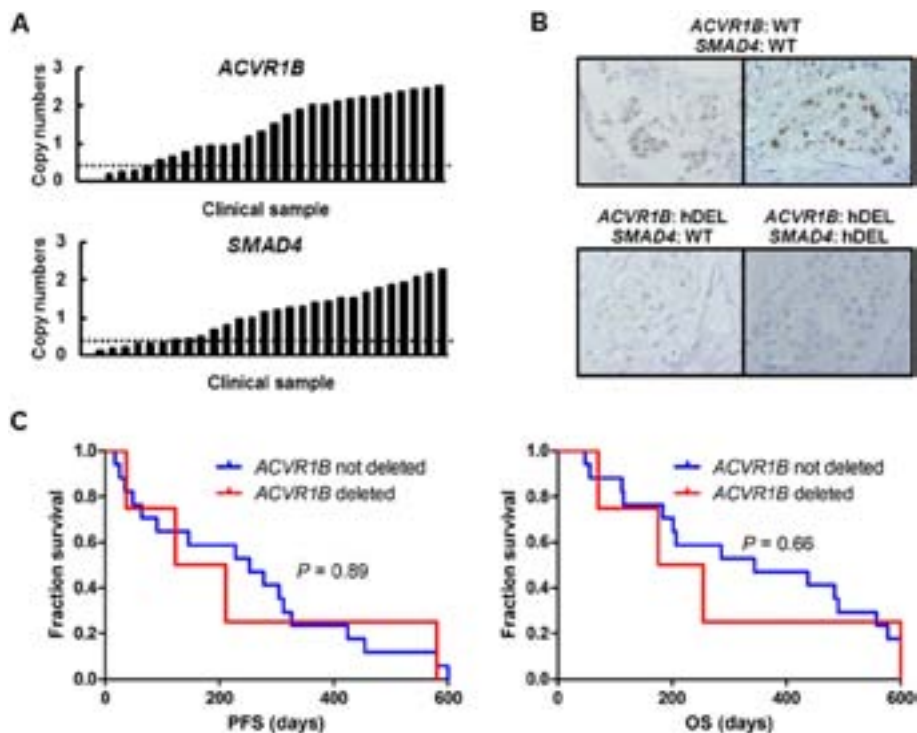 A
ACVR1B
Copy numbers
3
2
1
0
Clinical sample
SMAD4
Copy numbers
3
2
1
0
Clinical sample
B
ACVR1B: WT
SMAD4: WT
ACVR1B: hDEL
SMAD4: WT
ACVR1B: hDEL
SMAD4: hDEL
C
Fraction survival
1.0
0.8
0.6
0.4
0.2
0.0
ACVR1B not deleted
ACVR1B deleted
P = 0.89
0
200
400
600
PFS (days)
Fraction survival
1.0
0.8
0.6
0.4
0.2
0.0
ACVR1B not deleted
ACVR1B deleted
P = 0.66
0
200
400
600
OS (days)